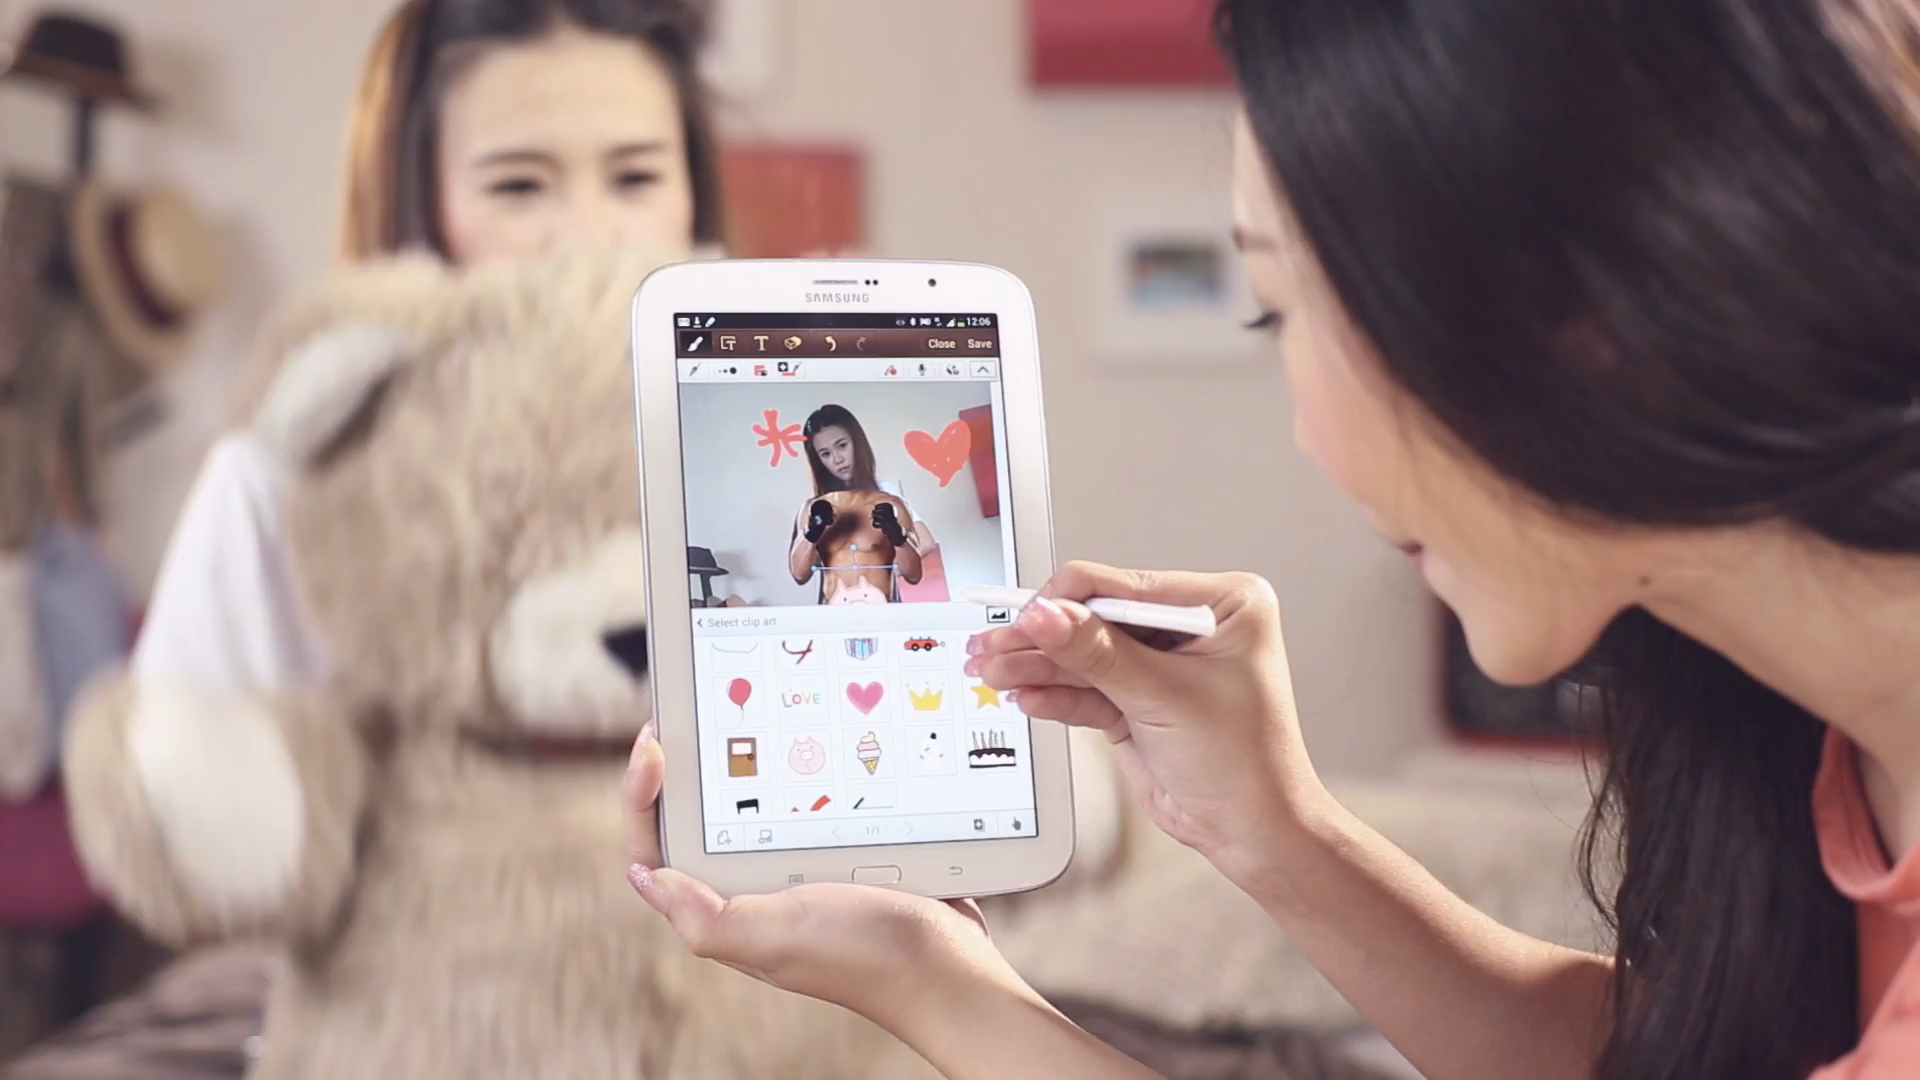 SAMSUNG
12:06
Close Save
Select clip art
LOVE
1/1